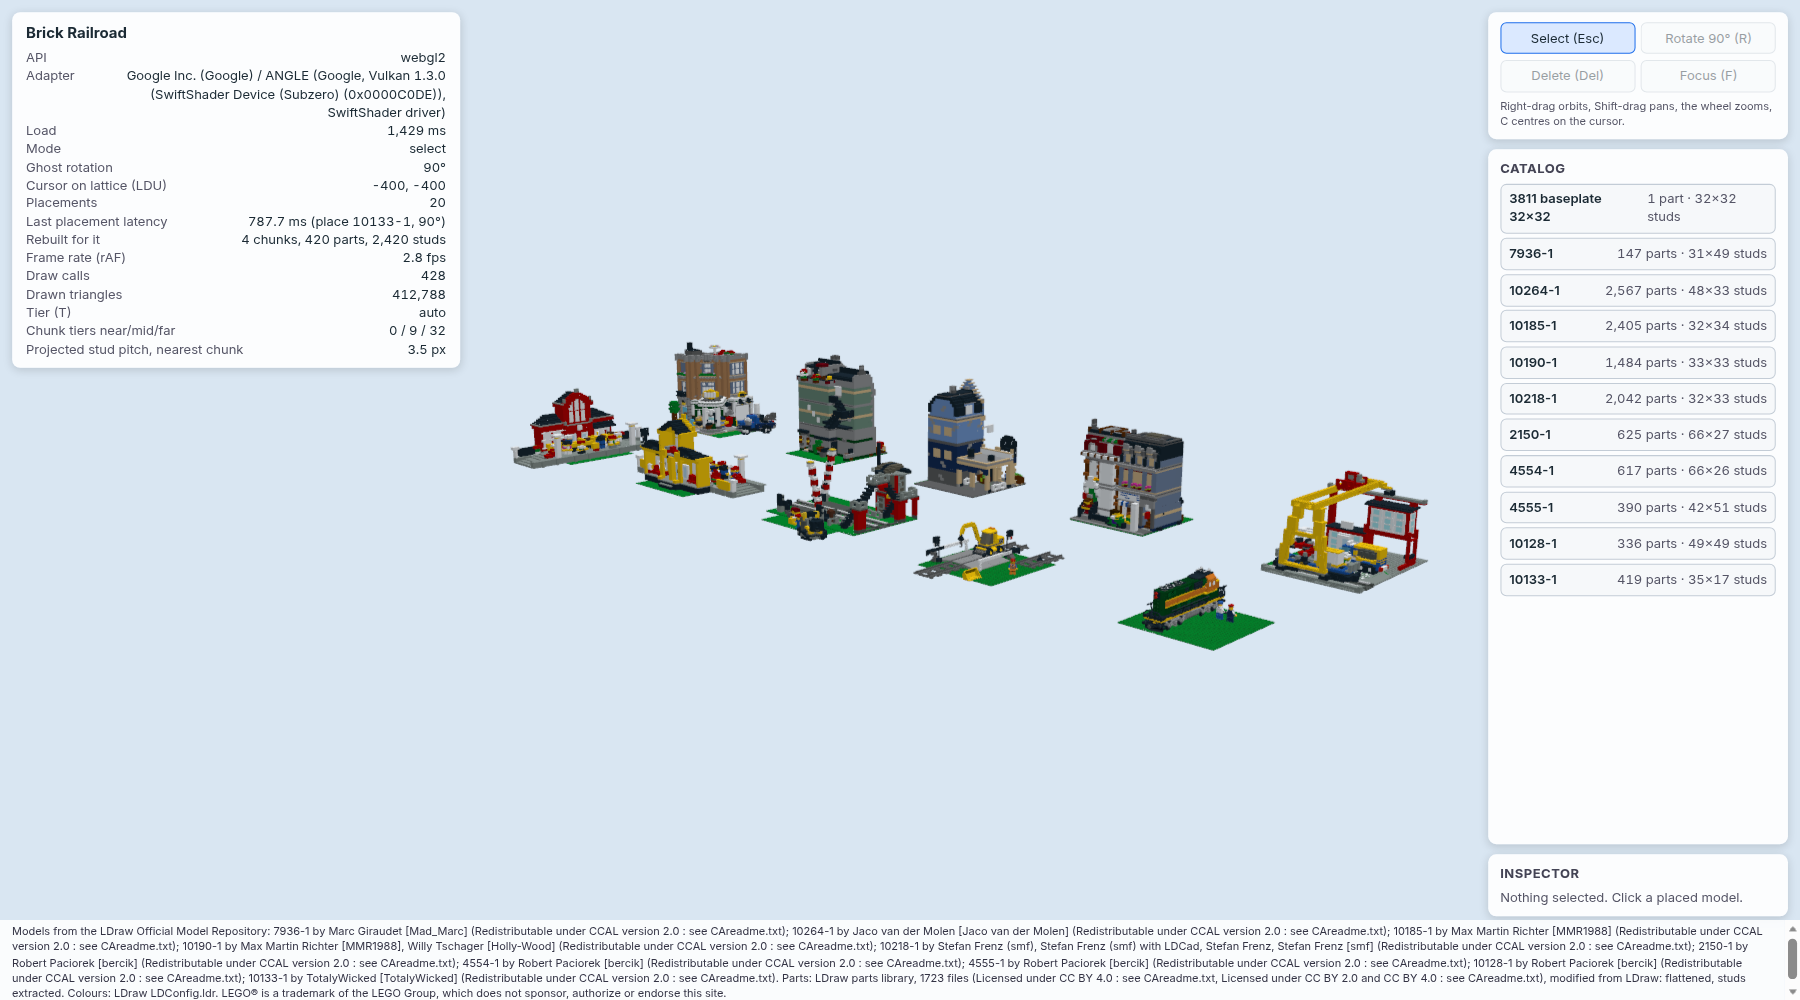 Brick Railroad
API webgl2
Adapter Google Inc. (Google) / ANGLE (Google, Vulkan 1.3.0
(SwiftShader Device (Subzero) (0x0000C0DE)),
SwiftShader driver)
Load 1,429 ms
Mode select
Ghost rotation 90°
Cursor on lattice (LDU) -400, -400
Placements 20
Last placement latency 787.7 ms (place 10133-1, 90°)
Rebuilt for it 4 chunks, 420 parts, 2,420 studs
Frame rate (rAF) 2.8 fps
Draw calls 428
Drawn triangles 412,788
Tier (T) auto
Chunk tiers near/mid/far 0 / 9 / 32
Projected stud pitch, nearest chunk 3.5 px
Select (Esc) Rotate 90° (R)
Delete (Del) Focus (F)
Right-drag orbits, Shift-drag pans, the wheel zooms,
C centres on the cursor.
CATALOG
3811 baseplate 1 part · 32×32
32×32 studs
7936-1 147 parts · 31×49 studs
10264-1 2,567 parts · 48×33 studs
10185-1 2,405 parts · 32×34 studs
10190-1 1,484 parts · 33×33 studs
10218-1 2,042 parts · 32×33 studs
2150-1 625 parts · 66×27 studs
4554-1 617 parts · 66×26 studs
4555-1 390 parts · 42×51 studs
10128-1 336 parts · 49×49 studs
10133-1 419 parts · 35×17 studs
INSPECTOR
Nothing selected. Click a placed model.
Models from the LDraw Official Model Repository: 7936-1 by Marc Giraudet [Mad_Marc] (Redistributable under CCAL version 2.0 : see CAreadme.txt); 10264-1 by Jaco van der Molen [Jaco van der Molen] (Redistributable under CCAL version 2.0 : see CAreadme.txt); 10185-1 by Max Martin Richter [MMR1988] (Redistributable under CCAL
version 2.0 : see CAreadme.txt); 10190-1 by Max Martin Richter [MMR1988], Willy Tschager [Holly-Wood] (Redistributable under CCAL version 2.0 : see CAreadme.txt); 10218-1 by Stefan Frenz (smf), Stefan Frenz (smf) with LDCad, Stefan Frenz, Stefan Frenz [smf] (Redistributable under CCAL version 2.0 : see CAreadme.txt); 2150-1 by
Robert Paciorek [bercik] (Redistributable under CCAL version 2.0 : see CAreadme.txt); 4554-1 by Robert Paciorek [bercik] (Redistributable under CCAL version 2.0 : see CAreadme.txt); 4555-1 by Robert Paciorek [bercik] (Redistributable under CCAL version 2.0 : see CAreadme.txt); 10128-1 by Robert Paciorek [bercik] (Redistributable
under CCAL version 2.0 : see CAreadme.txt); 10133-1 by TotalyWicked [TotalyWicked] (Redistributable under CCAL version 2.0 : see CAreadme.txt). Parts: LDraw parts library, 1723 files (Licensed under CC BY 4.0 : see CAreadme.txt, Licensed under CC BY 2.0 and CC BY 4.0 : see CAreadme.txt), modified from LDraw: flattened, studs
extracted. Colours: LDraw LDConfig.ldr. LEGO® is a trademark of the LEGO Group, which does not sponsor, authorize or endorse this site.